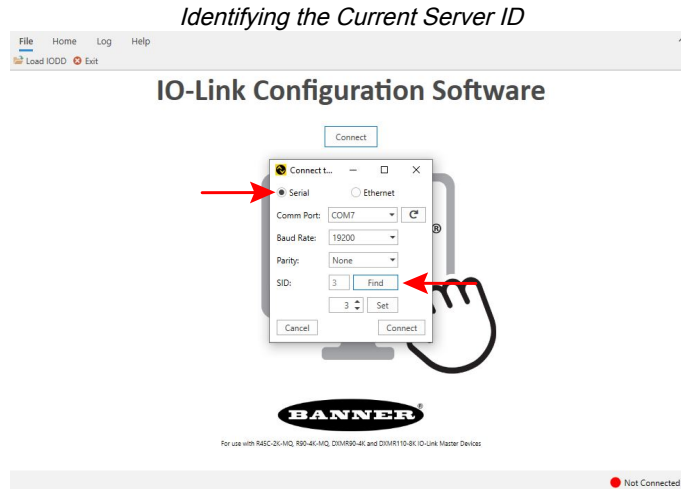 Identifying the Current Server ID
File Home Log Help
Load IODD Exit
IO-Link Configuration Software
Connect
Connect t...
Serial Ethernet
Comm Port: COM7
Baud Rate: 19200
Parity: None
SID: 3 Find
3 Set
Cancel Connect
®
BANNER®
For use with R45C-2K-MQ, R90-4K-MQ, DXMR90-4K and DXMR110-8K IO-Link Master Devices
Not Connected